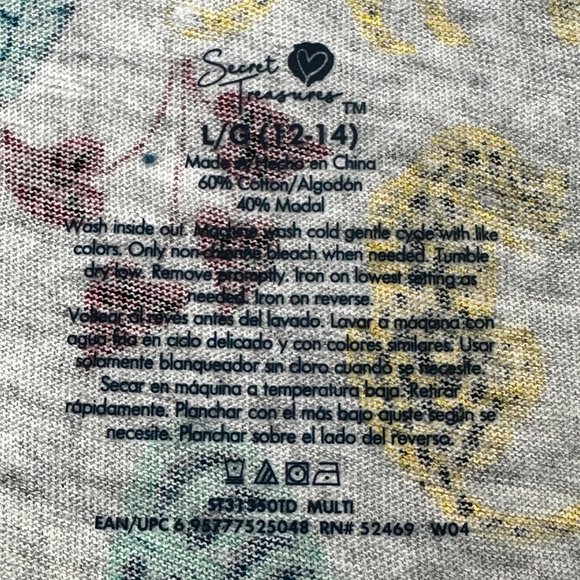 Secret
Treasures™
L/G (12-14)
Made in/Hecho en China
60% Cotton/Algodón
40% Modal
Wash inside out. Machine wash cold gentle cycle with like
colors. Only non-chlorine bleach when needed. Tumble
dry low. Remove promptly. Iron on lowest setting as
needed. Iron on reverse.
Voltear al revés antes del lavado. Lavar a máquina con
agua fría en ciclo delicado y con colores similares. Usar
solamente blanqueador sin cloro cuando se necesite.
Secar en máquina a temperatura baja. Retirar
rápidamente. Planchar con el más bajo ajuste según se
necesite. Planchar sobre el lado del reverso.
ST31350TD MULTI
EAN/UPC 6 95777525048 RN# 52469 W04